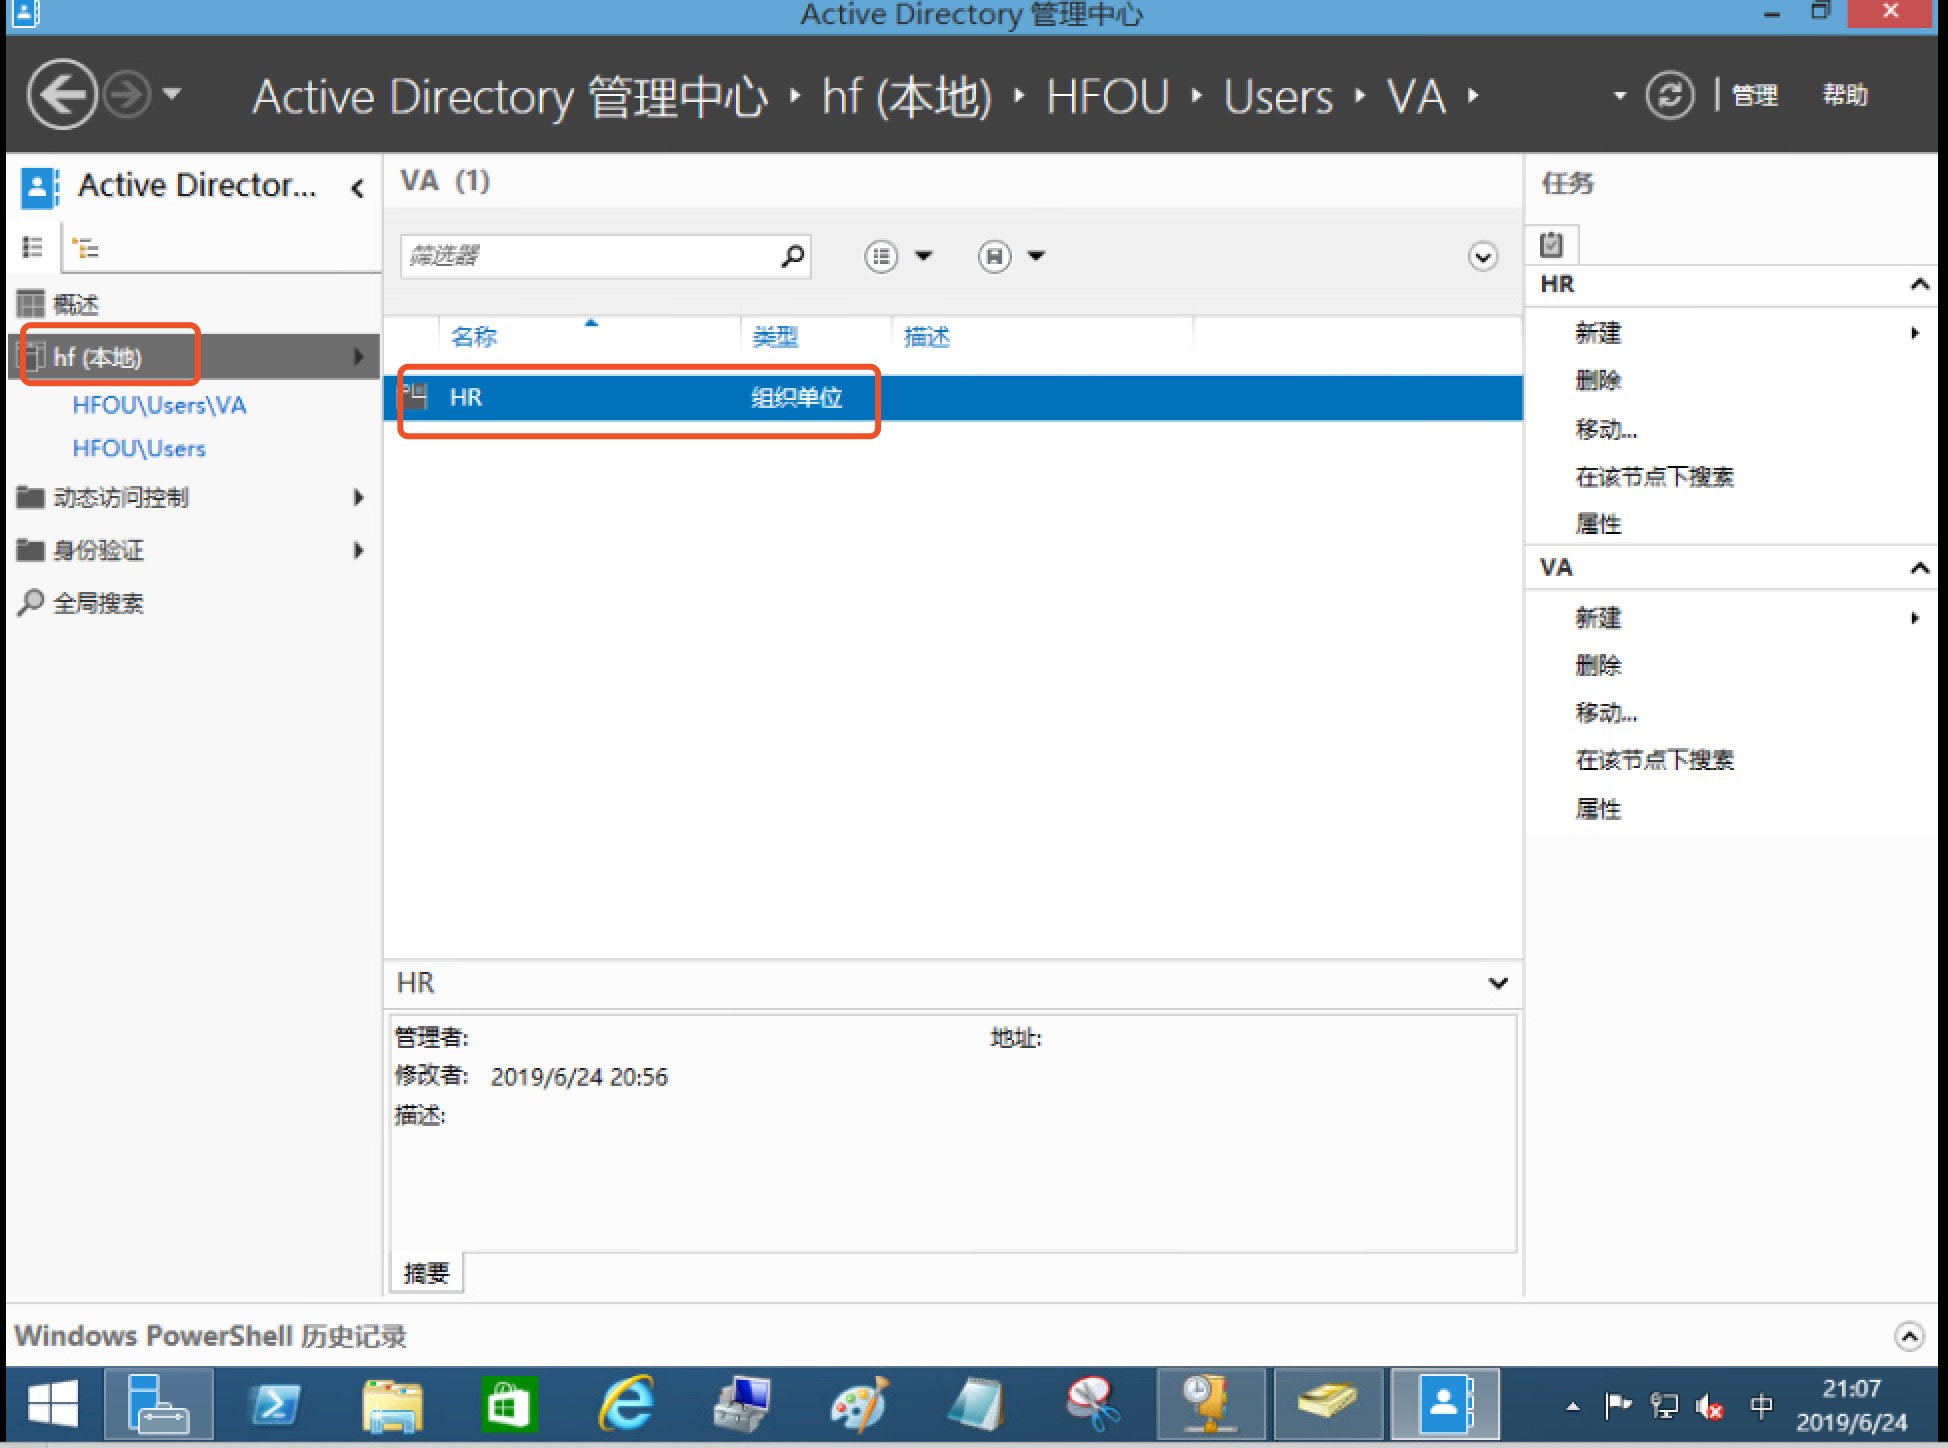 Active Directory 管理中心
Active Directory 管理中心 hf (本地) HFOU Users VA
管理 帮助
Active Director...
概述
hf (本地)
HFOU\Users\VA
HFOU\Users
动态访问控制
身份验证
全局搜索
VA (1)
筛选器
名称 类型 描述
HR 组织单位
HR
管理者: 地址:
修改者: 2019/6/24 20:56
描述:
摘要
任务
HR
新建
删除
移动...
在该节点下搜索
属性
VA
新建
删除
移动...
在该节点下搜索
属性
Windows PowerShell 历史记录
中
21:07
2019/6/24